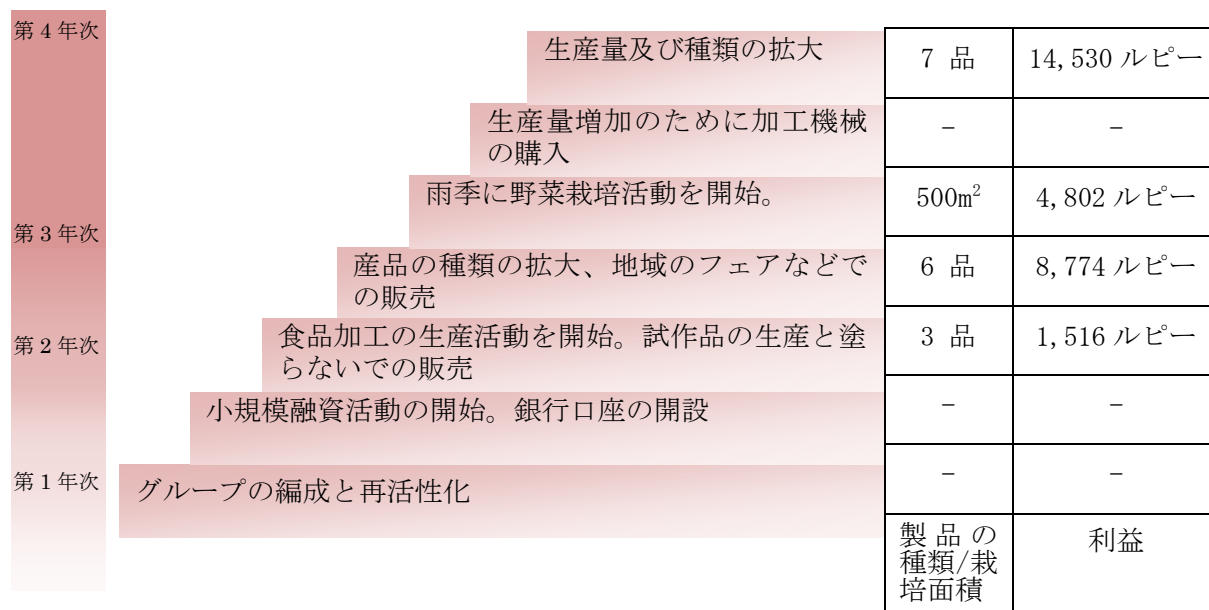 第４年次
生産量及び種類の拡大
7 品
14,530 ルピー
生産量増加のために加工機械
の購入
－
－
雨季に野菜栽培活動を開始。
500m²
4,802 ルピー
第３年次
産品の種類の拡大、地域のフェアなどで
の販売
6 品
8,774 ルピー
第２年次
食品加工の生産活動を開始。試作品の生産と塗
らないでの販売
3 品
1,516 ルピー
小規模融資活動の開始。銀行口座の開設
－
－
第１年次
グループの編成と再活性化
－
－
製品の
種類/栽
培面積
利益